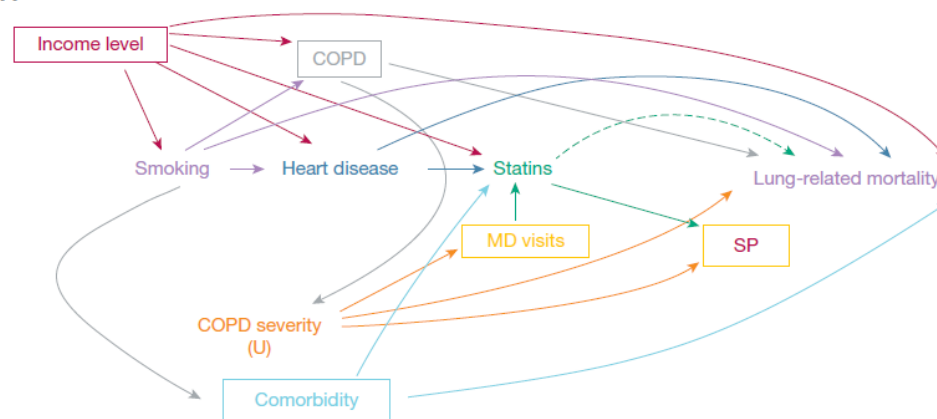 Income level
COPD
Smoking
Heart disease
Statins
Lung-related mortality
MD visits
SP
COPD severity
(U)
Comorbidity